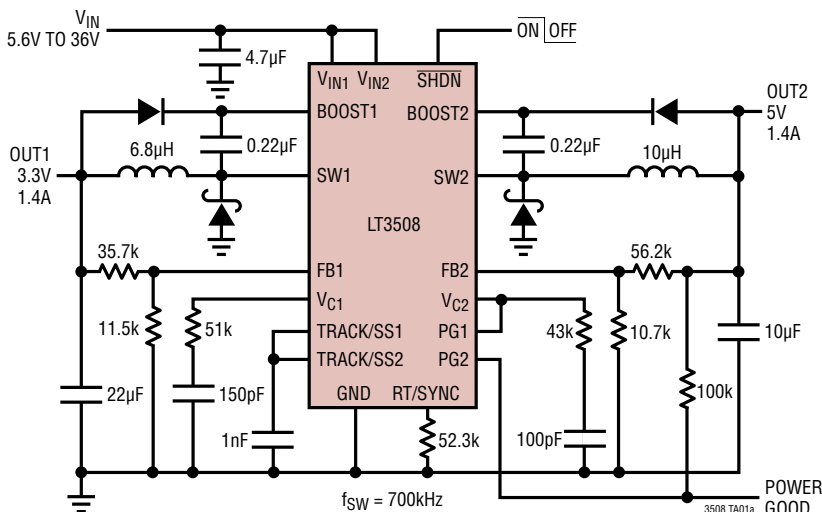 VIN
5.6V TO 36V
4.7µF
ON OFF
VIN1 VIN2 SHDN
BOOST1
BOOST2
OUT2
5V
1.4A
6.8µH
0.22µF
0.22µF
10µH
OUT1
3.3V
1.4A
SW1
SW2
LT3508
35.7k
FB1
FB2
56.2k
VC1
VC2
11.5k
51k
TRACK/SS1
PG1
43k
10.7k
10µF
TRACK/SS2
PG2
22µF
150pF
GND RT/SYNC
100k
1nF
52.3k
100pF
fSW = 700kHz
POWER
GOOD
3508 TA01a